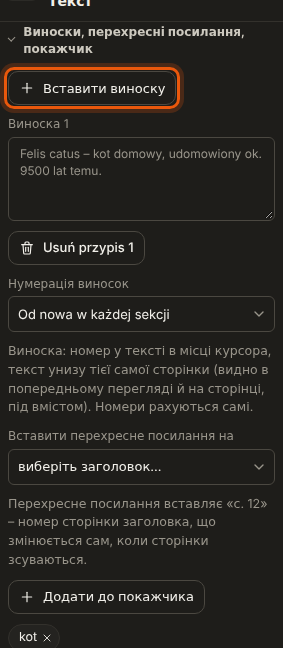 Текст
Виноски, перехресні посилання,
покажчик
Вставити виноску
Виноска 1
Felis catus – kot domowy, udomowiony ok.
9500 lat temu.
Usuń przypis 1
Нумерація виносок
Od nowa w każdej sekcji
Виноска: номер у тексті в місці курсора,
текст унизу тієї самої сторінки (видно в
попередньому перегляді й на сторінці,
під вмістом). Номери рахуються самі.
Вставити перехресне посилання на
виберіть заголовок...
Перехресне посилання вставляє «с. 12»
– номер сторінки заголовка, що
змінюється сам, коли сторінки
зсуваються.
Додати до покажчика
kot ×